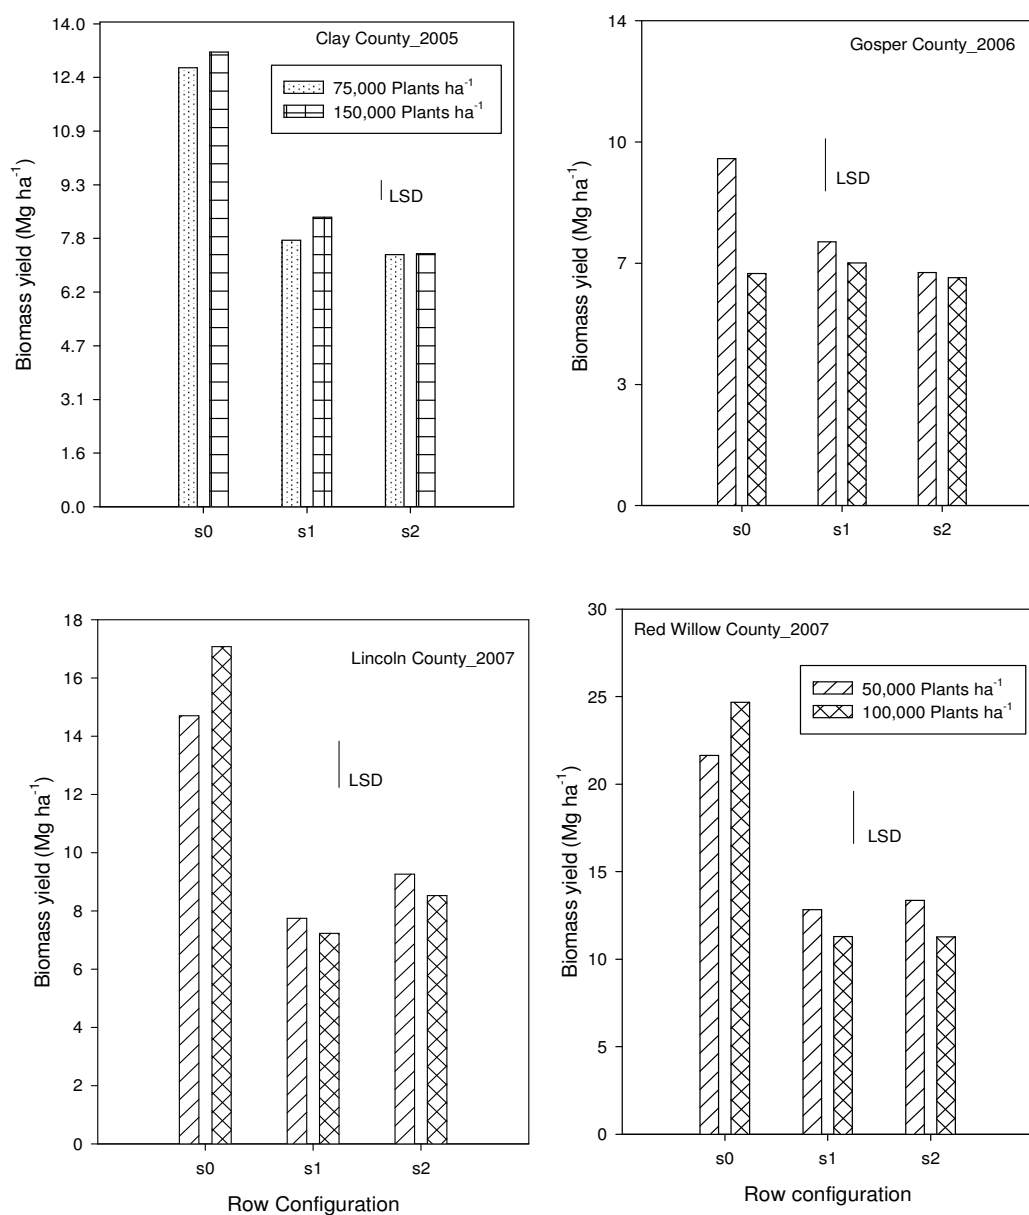 Clay County_2005
75,000 Plants ha⁻¹
150,000 Plants ha⁻¹
LSD
Biomass yield (Mg ha⁻¹)
14.0
12.4
10.9
9.3
7.8
6.2
4.7
3.1
1.6
0.0
s0 s1 s2
Gosper County_2006
LSD
Biomass yield (Mg ha⁻¹)
14
10
7
3
0
s0 s1 s2
Lincoln County_2007
LSD
Biomass yield (Mg ha⁻¹)
18
16
14
12
10
8
6
4
2
0
s0 s1 s2
Row Configuration
Red Willow County_2007
50,000 Plants ha⁻¹
100,000 Plants ha⁻¹
LSD
Biomass yield (Mg ha⁻¹)
30
25
20
15
10
5
0
s0 s1 s2
Row configuration